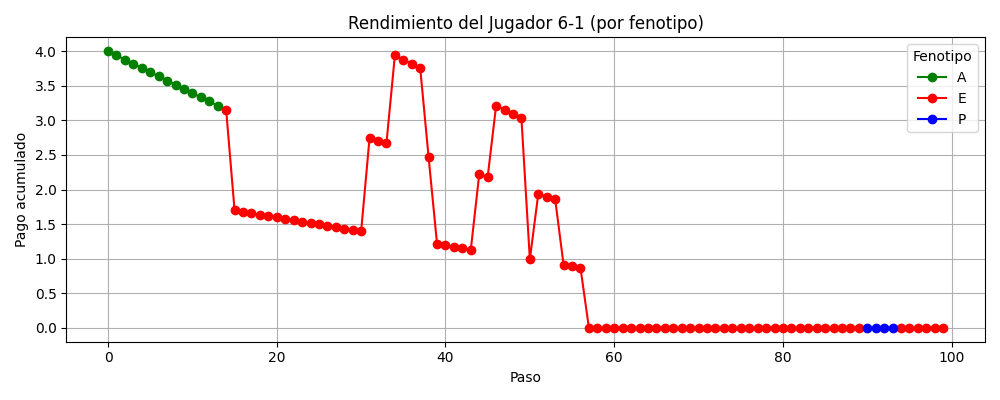 Rendimiento del Jugador 6-1 (por fenotipo)
Pago acumulado
4.0
3.5
3.0
2.5
2.0
1.5
1.0
0.5
0.0
Fenotipo
A
E
P
0
20
40
60
80
100
Paso